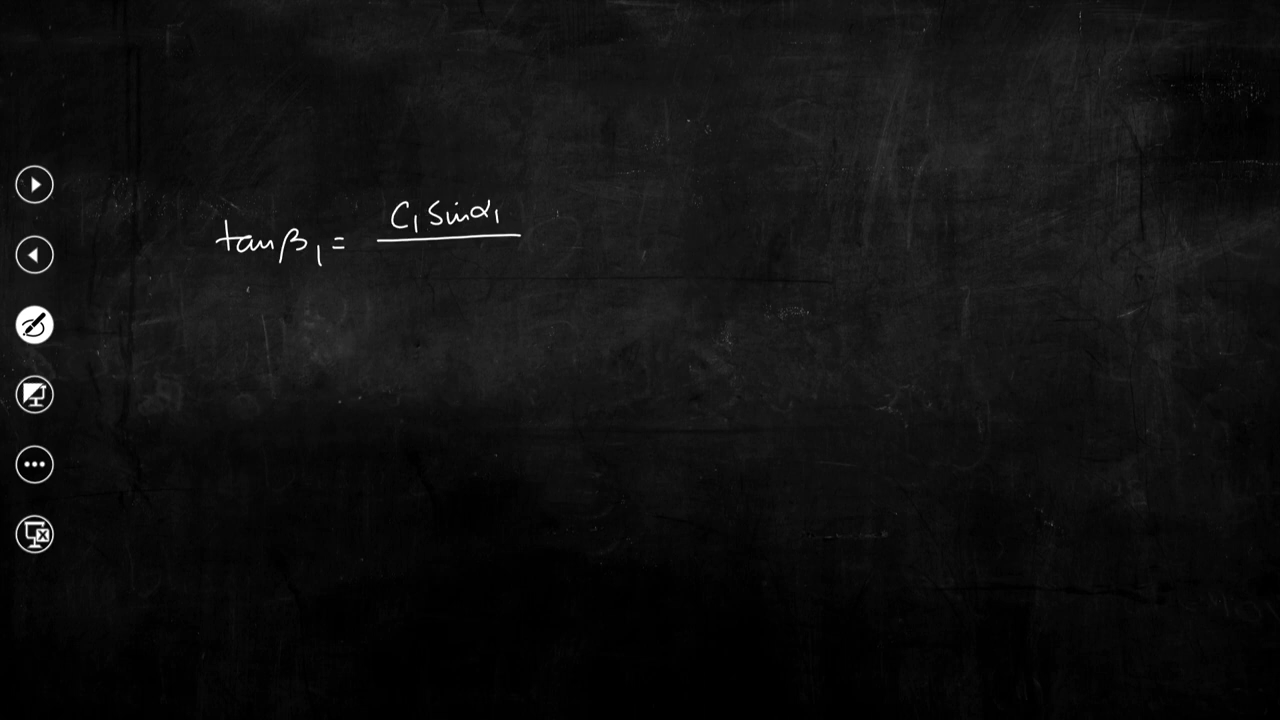 tanβ₁ = C₁ sinα₁ /